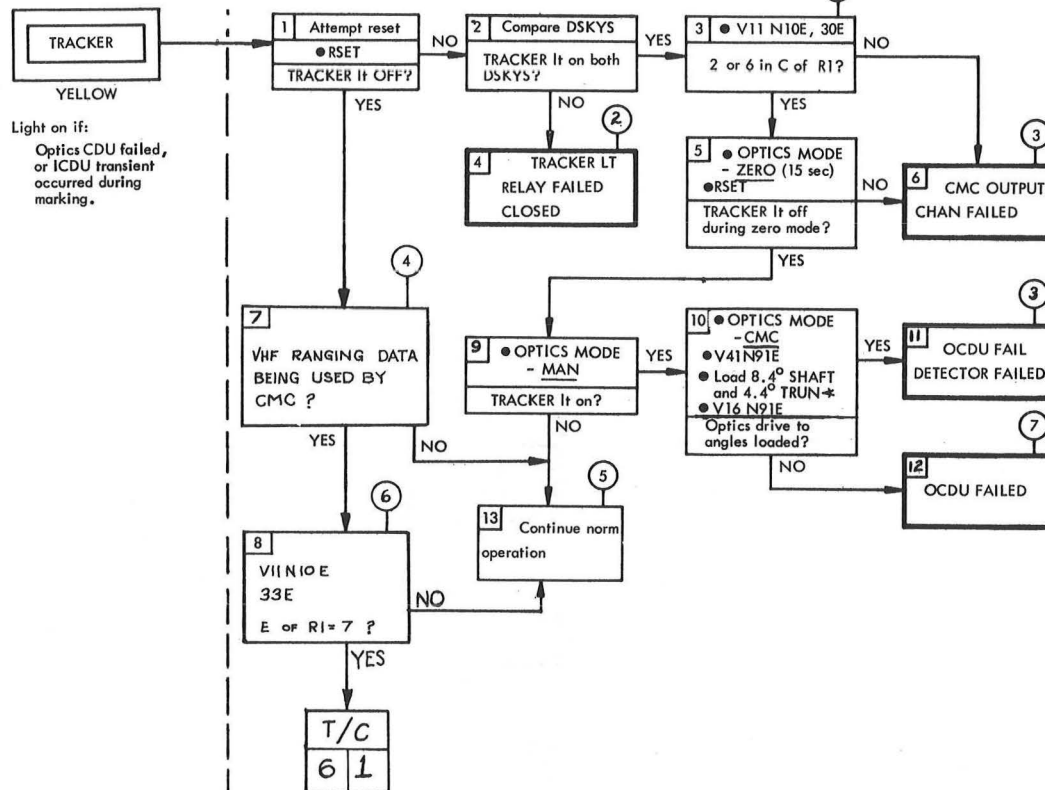 TRACKER
YELLOW
Light on if:
Optics CDU failed,
or ICDU transient
occurred during
marking.
1 Attempt reset
● RSET
TRACKER lt OFF?
NO
YES
2 Compare DSKYS
TRACKER lt on both
DSKYS?
YES
NO
3 ● V11 N10E, 30E
2 or 6 in C of R1?
NO
YES
2
4 TRACKER LT
RELAY FAILED
CLOSED
5 ● OPTICS MODE
- ZERO (15 sec)
● RSET
TRACKER lt off
during zero mode?
NO
YES
3
6 CMC OUTPUT
CHAN FAILED
4
7
VHF RANGING DATA
BEING USED BY
CMC ?
YES
NO
9 ● OPTICS MODE
- MAN
TRACKER lt on?
YES
NO
10 ● OPTICS MODE
- CMC
● V41N91E
● Load 8.4° SHAFT
and 4.4° TRUN*
● V16 N91E
Optics drive to
angles loaded?
YES
NO
3
11 OCDU FAIL
DETECTOR FAILED
7
12 OCDU FAILED
6
8
V11N10E
33E
E OF R1=7 ?
NO
YES
5
13 Continue norm
operation
T/C
6 1